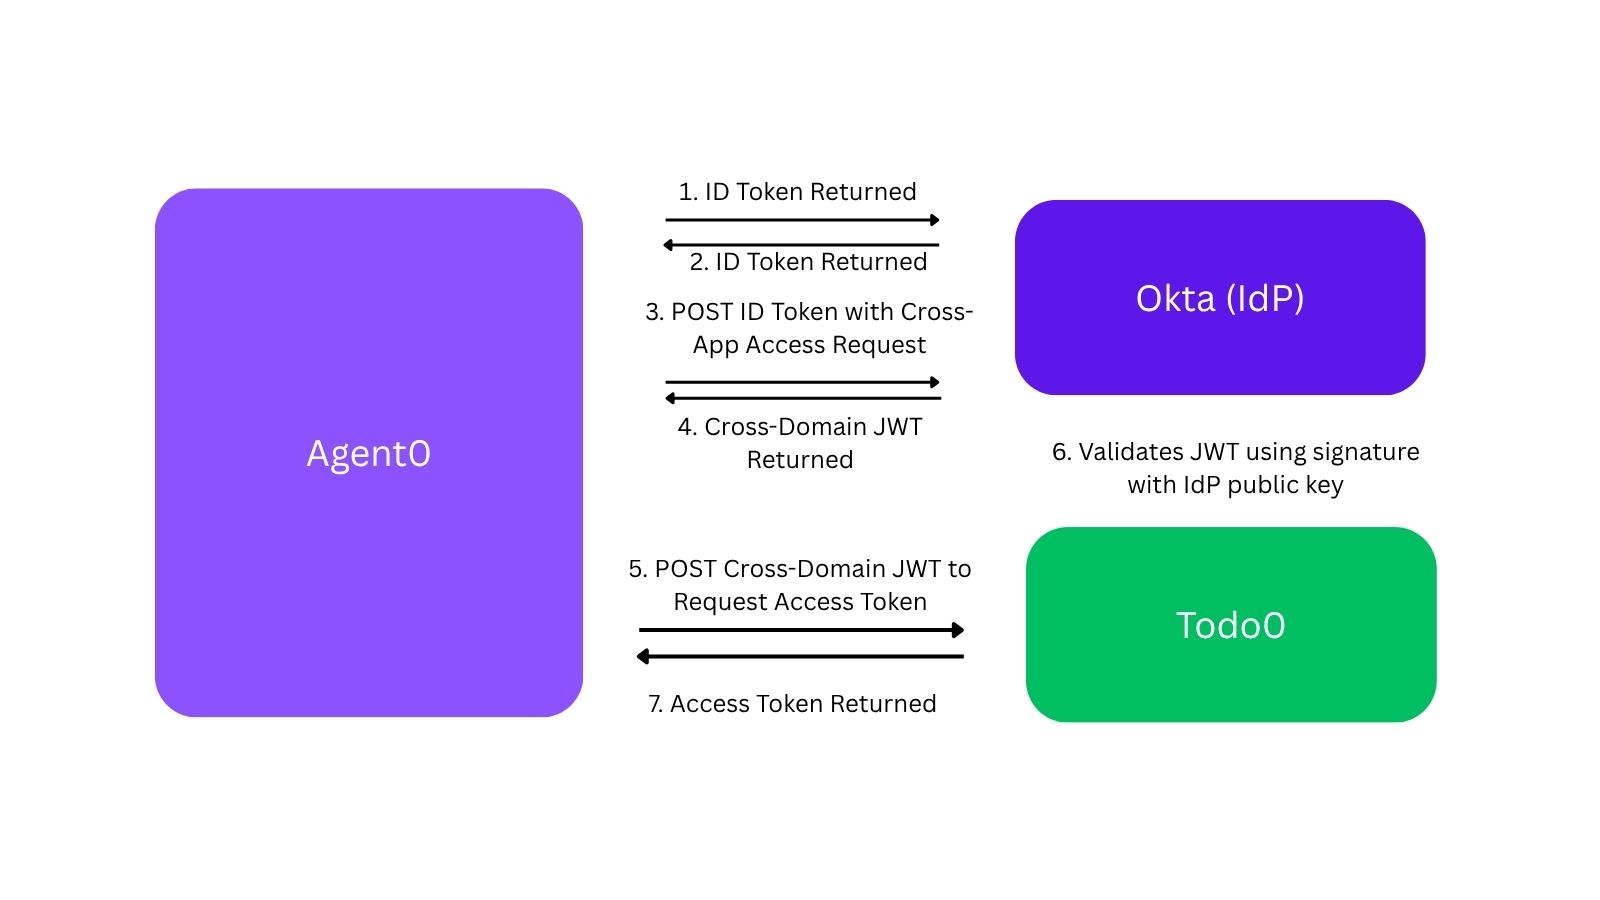 1. ID Token Returned
2. ID Token Returned
3. POST ID Token with Cross-
App Access Request
4. Cross-Domain JWT
Returned
5. POST Cross-Domain JWT to
Request Access Token
7. Access Token Returned
Agent0
Okta (IdP)
6. Validates JWT using signature
with IdP public key
Todo0